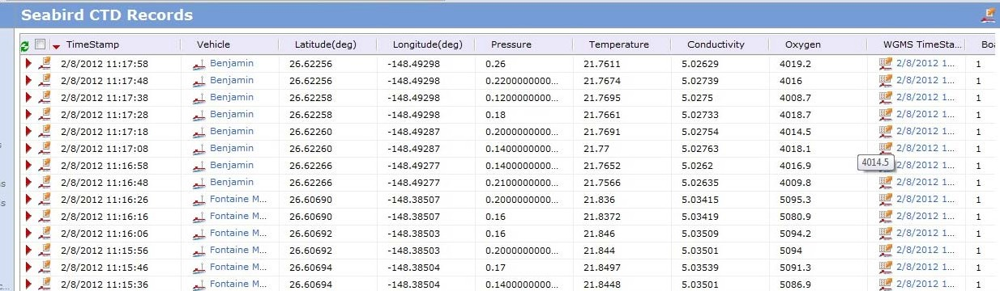 Seabird CTD Records
TimeStamp Vehicle Latitude(deg) Longitude(deg) Pressure Temperature Conductivity Oxygen WGMS TimeSta... Boa
2/8/2012 11:17:58 Benjamin 26.62256 -148.49298 0.26 21.7611 5.02629 4019.2 2/8/2012 1... 1
2/8/2012 11:17:48 Benjamin 26.62256 -148.49298 0.2200000000... 21.7674 5.02739 4016 2/8/2012 1... 1
2/8/2012 11:17:38 Benjamin 26.62258 -148.49298 0.1200000000... 21.7695 5.0275 4008.7 2/8/2012 1... 1
2/8/2012 11:17:28 Benjamin 26.62258 -148.49298 0.18 21.7661 5.02733 4018.7 2/8/2012 1... 1
2/8/2012 11:17:18 Benjamin 26.62260 -148.49287 0.2000000000... 21.7691 5.02754 4014.5 2/8/2012 1... 1
2/8/2012 11:17:08 Benjamin 26.62260 -148.49287 0.1400000000... 21.77 5.02763 4018.1 2/8/2012 1... 1
2/8/2012 11:16:58 Benjamin 26.62266 -148.49277 0.1400000000... 21.7652 5.0262 4016.9 4014.5 2/8/2012 1... 1
2/8/2012 11:16:48 Benjamin 26.62266 -148.49277 0.2100000000... 21.7566 5.02635 4009.8 2/8/2012 1... 1
2/8/2012 11:16:26 Fontaine M... 26.60690 -148.38507 0.2000000000... 21.836 5.03415 5095.3 2/8/2012 1... 1
2/8/2012 11:16:16 Fontaine M... 26.60690 -148.38507 0.16 21.8372 5.03419 5080.9 2/8/2012 1... 1
2/8/2012 11:16:06 Fontaine M... 26.60692 -148.38503 0.16 21.846 5.03509 5094.2 2/8/2012 1... 1
2/8/2012 11:15:56 Fontaine M... 26.60692 -148.38503 0.2000000000... 21.844 5.03501 5094 2/8/2012 1... 1
2/8/2012 11:15:46 Fontaine M... 26.60694 -148.38504 0.17 21.8497 5.03539 5091.3 2/8/2012 1... 1
2/8/2012 11:15:36 Fontaine M... 26.60694 -148.38504 0.1400000000... 21.8448 5.03501 5086.9 2/8/2012 1... 1